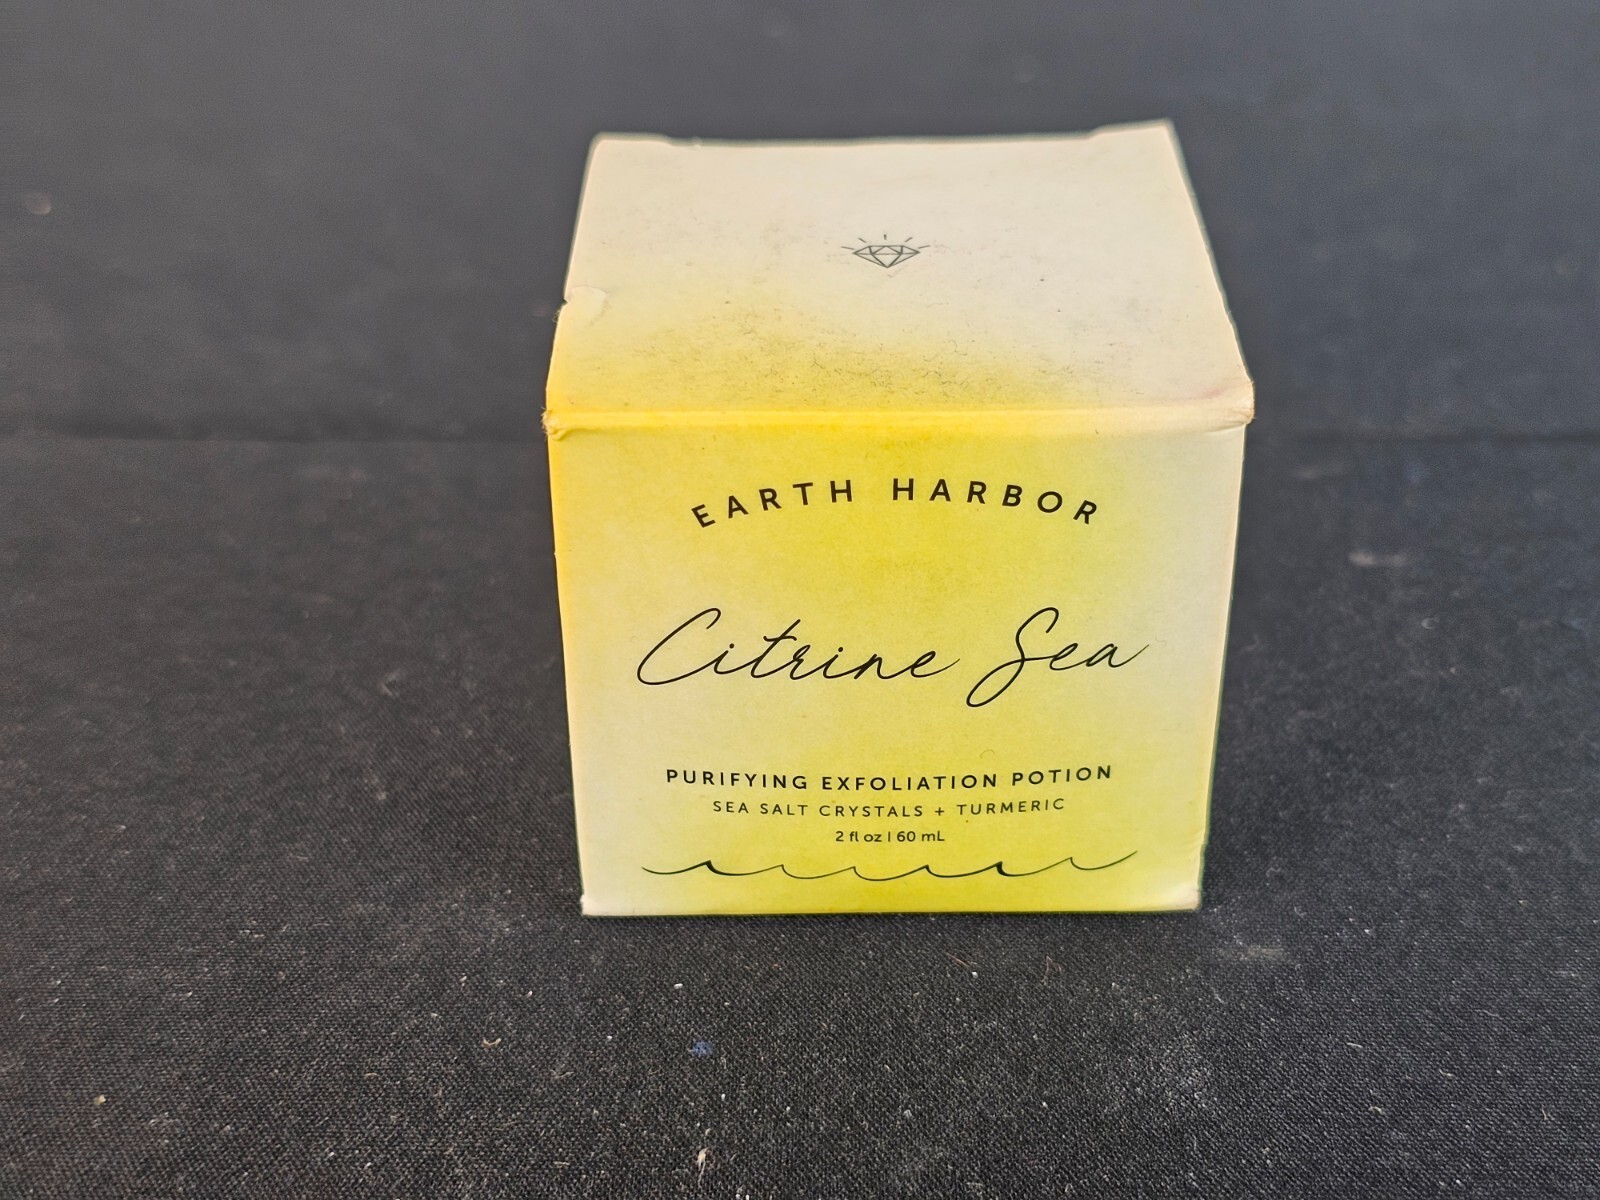 EARTH HARBOR
Citrine Sea
PURIFYING EXFOLIATION POTION
SEA SALT CRYSTALS + TURMERIC
2 fl oz | 60 mL